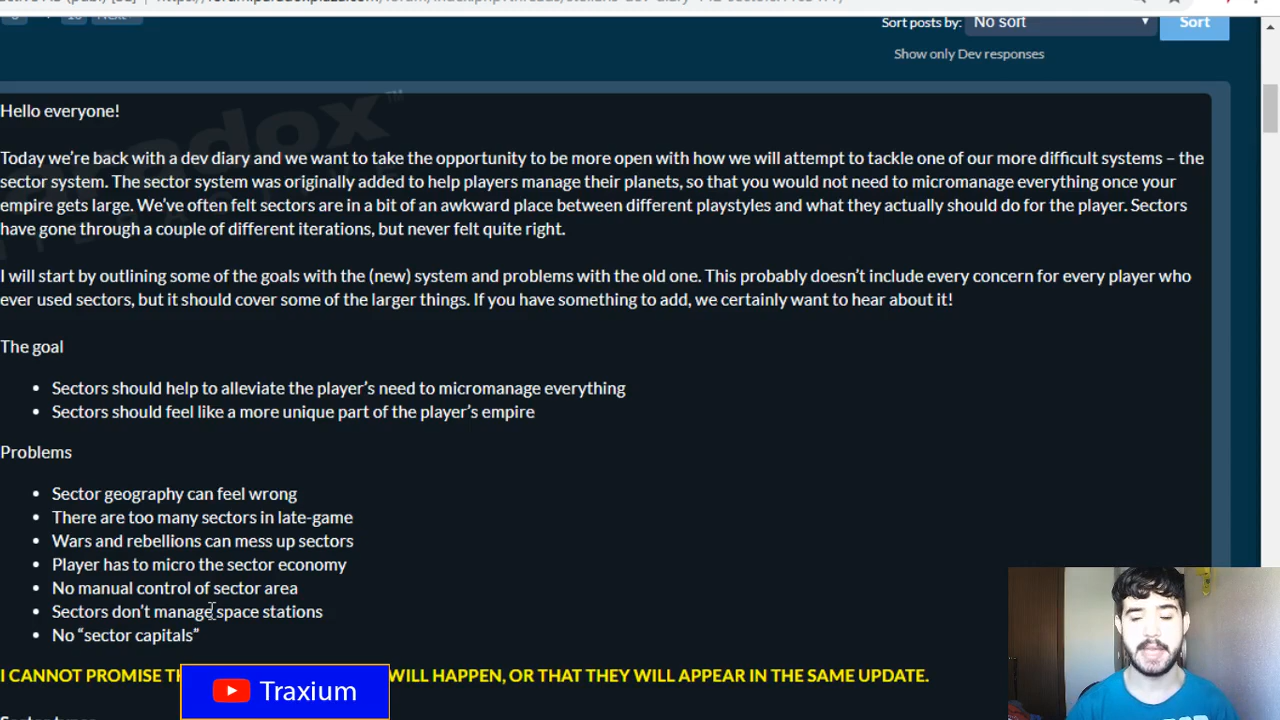 Sort posts by: No sort Sort
Show only Dev responses
Hello everyone!
Today we're back with a dev diary and we want to take the opportunity to be more open with how we will attempt to tackle one of our more difficult systems – the
sector system. The sector system was originally added to help players manage their planets, so that you would not need to micromanage everything once your
empire gets large. We've often felt sectors are in a bit of an awkward place between different playstyles and what they actually should do for the player. Sectors
have gone through a couple of different iterations, but never felt quite right.
I will start by outlining some of the goals with the (new) system and problems with the old one. This probably doesn't include every concern for every player who
ever used sectors, but it should cover some of the larger things. If you have something to add, we certainly want to hear about it!
The goal
• Sectors should help to alleviate the player's need to micromanage everything
• Sectors should feel like a more unique part of the player's empire
Problems
• Sector geography can feel wrong
• There are too many sectors in late-game
• Wars and rebellions can mess up sectors
• Player has to micro the sector economy
• No manual control of sector area
• Sectors don't manage space stations
• No “sector capitals”
I CANNOT PROMISE WILL HAPPEN, OR THAT THEY WILL APPEAR IN THE SAME UPDATE.
Traxium